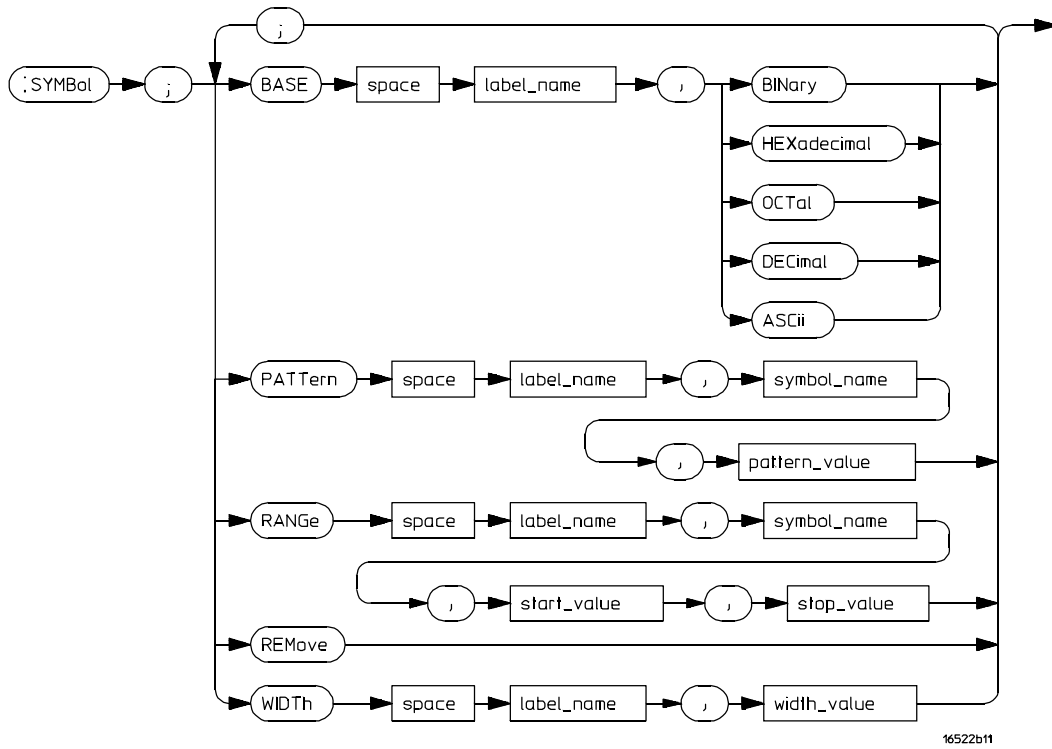 ;
:SYMBol ; BASE space label_name , BINary
HEXadecimal
OCTal
DECimal
ASCii
PATTern space label_name , symbol_name
, pattern_value
RANGe space label_name , symbol_name
, start_value , stop_value
REMove
WIDTh space label_name , width_value
16522b11